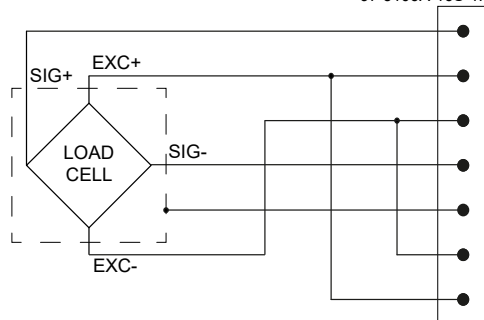 SIG+
EXC+
LOAD
CELL
SIG-
EXC-